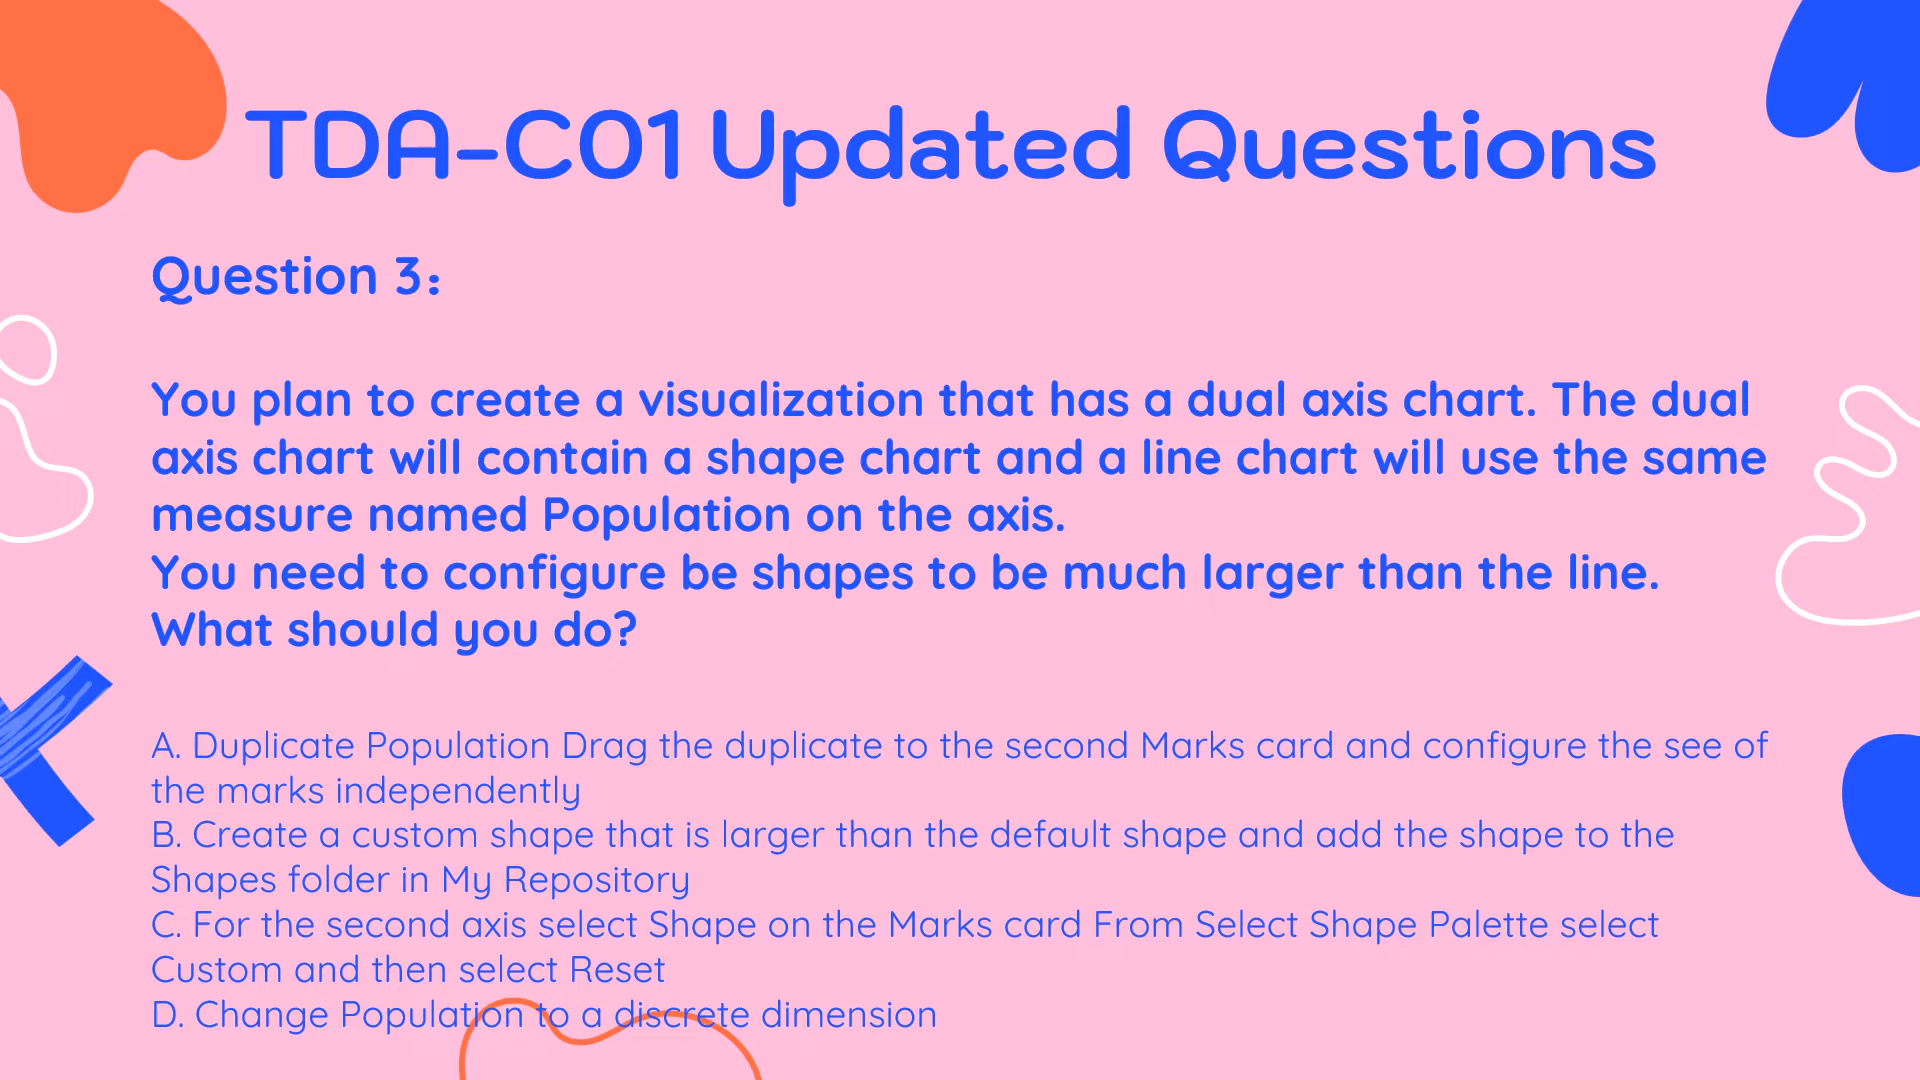 TDA-C01 Updated Questions
Question 3:
You plan to create a visualization that has a dual axis chart. The dual
axis chart will contain a shape chart and a line chart will use the same
measure named Population on the axis.
You need to configure be shapes to be much larger than the line.
What should you do?
A. Duplicate Population Drag the duplicate to the second Marks card and configure the see of
the marks independently
B. Create a custom shape that is larger than the default shape and add the shape to the
Shapes folder in My Repository
C. For the second axis select Shape on the Marks card From Select Shape Palette select
Custom and then select Reset
D. Change Population to a discrete dimension